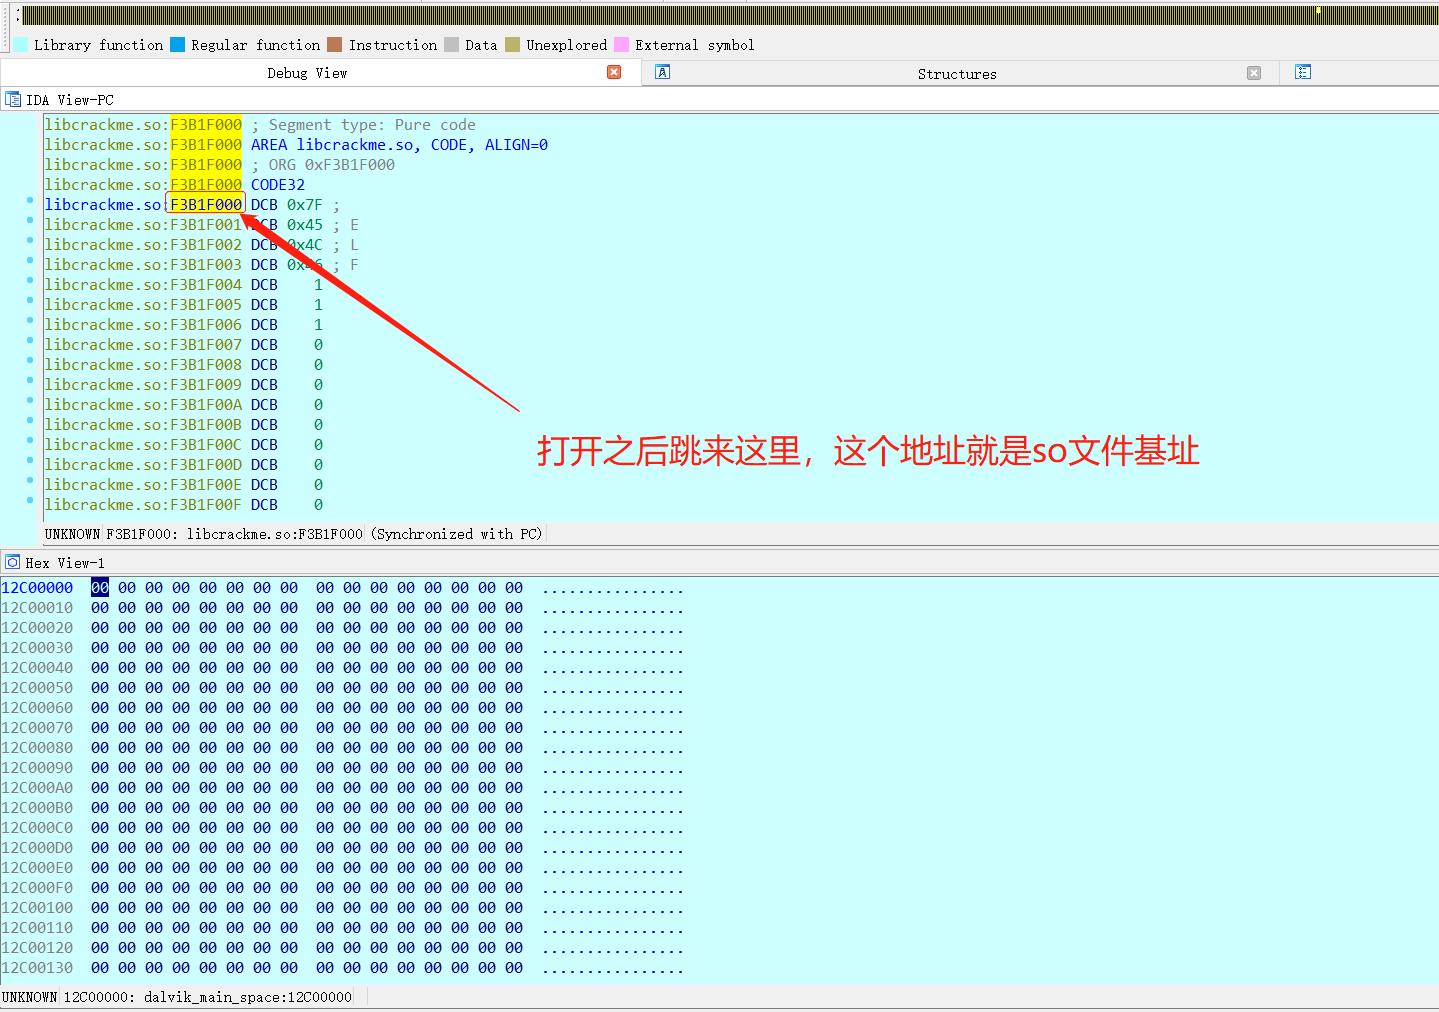 Library function Regular function Instruction Data Unexplored External symbol
Debug View Structures
IDA View-PC
libcrackme.so:F3B1F000 ; Segment type: Pure code
libcrackme.so:F3B1F000 AREA libcrackme.so, CODE, ALIGN=0
libcrackme.so:F3B1F000 ; ORG 0xF3B1F000
libcrackme.so:F3B1F000 CODE32
libcrackme.so:F3B1F000 DCB 0x7F ;
libcrackme.so:F3B1F001 DCB 0x45 ; E
libcrackme.so:F3B1F002 DCB 0x4C ; L
libcrackme.so:F3B1F003 DCB 0x46 ; F
libcrackme.so:F3B1F004 DCB 1
libcrackme.so:F3B1F005 DCB 1
libcrackme.so:F3B1F006 DCB 1
libcrackme.so:F3B1F007 DCB 0
libcrackme.so:F3B1F008 DCB 0
libcrackme.so:F3B1F009 DCB 0
libcrackme.so:F3B1F00A DCB 0
libcrackme.so:F3B1F00B DCB 0
libcrackme.so:F3B1F00C DCB 0
libcrackme.so:F3B1F00D DCB 0
libcrackme.so:F3B1F00E DCB 0
libcrackme.so:F3B1F00F DCB 0
打开之后跳来这里，这个地址就是so文件基址
UNKNOWN F3B1F000: libcrackme.so:F3B1F000 (Synchronized with PC)
Hex View-1
12C00000 00 00 00 00 00 00 00 00 00 00 00 00 00 00 00 00 ................
12C00010 00 00 00 00 00 00 00 00 00 00 00 00 00 00 00 00 ................
12C00020 00 00 00 00 00 00 00 00 00 00 00 00 00 00 00 00 ................
12C00030 00 00 00 00 00 00 00 00 00 00 00 00 00 00 00 00 ................
12C00040 00 00 00 00 00 00 00 00 00 00 00 00 00 00 00 00 ................
12C00050 00 00 00 00 00 00 00 00 00 00 00 00 00 00 00 00 ................
12C00060 00 00 00 00 00 00 00 00 00 00 00 00 00 00 00 00 ................
12C00070 00 00 00 00 00 00 00 00 00 00 00 00 00 00 00 00 ................
12C00080 00 00 00 00 00 00 00 00 00 00 00 00 00 00 00 00 ................
12C00090 00 00 00 00 00 00 00 00 00 00 00 00 00 00 00 00 ................
12C000A0 00 00 00 00 00 00 00 00 00 00 00 00 00 00 00 00 ................
12C000B0 00 00 00 00 00 00 00 00 00 00 00 00 00 00 00 00 ................
12C000C0 00 00 00 00 00 00 00 00 00 00 00 00 00 00 00 00 ................
12C000D0 00 00 00 00 00 00 00 00 00 00 00 00 00 00 00 00 ................
12C000E0 00 00 00 00 00 00 00 00 00 00 00 00 00 00 00 00 ................
12C000F0 00 00 00 00 00 00 00 00 00 00 00 00 00 00 00 00 ................
12C00100 00 00 00 00 00 00 00 00 00 00 00 00 00 00 00 00 ................
12C00110 00 00 00 00 00 00 00 00 00 00 00 00 00 00 00 00 ................
12C00120 00 00 00 00 00 00 00 00 00 00 00 00 00 00 00 00 ................
12C00130 00 00 00 00 00 00 00 00 00 00 00 00 00 00 00 00 ................
UNKNOWN 12C00000: dalvik_main_space:12C00000